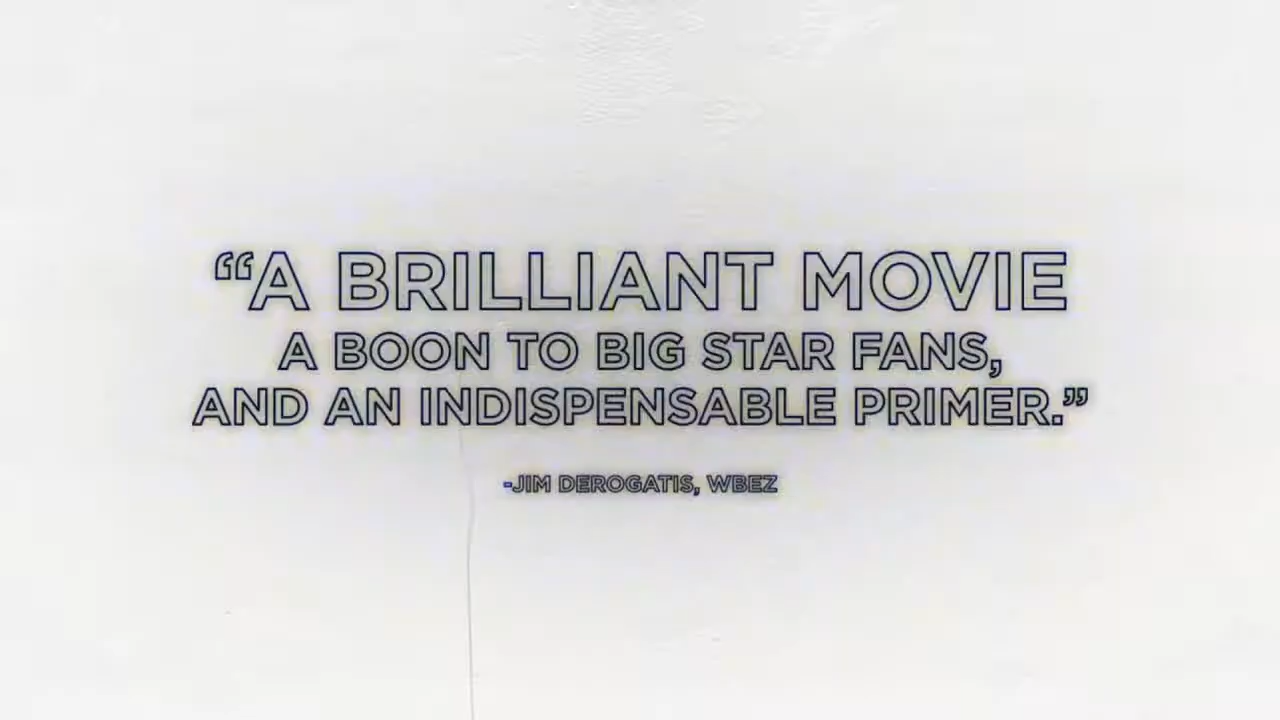 “A BRILLIANT MOVIE
A BOON TO BIG STAR FANS,
AND AN INDISPENSABLE PRIMER.”
-JIM DEROGATIS, WBEZ